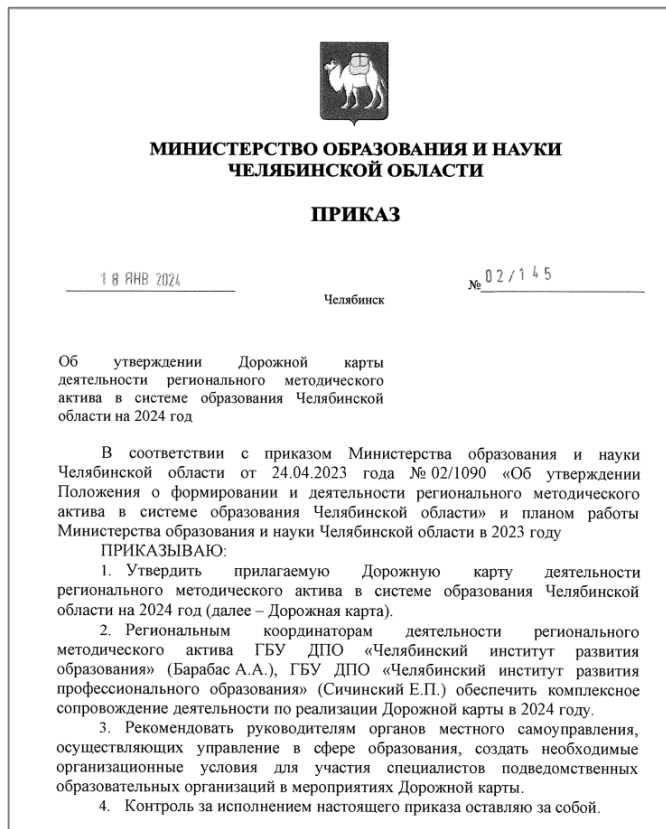 МИНИСТЕРСТВО ОБРАЗОВАНИЯ И НАУКИ
ЧЕЛЯБИНСКОЙ ОБЛАСТИ
ПРИКАЗ
18 ЯНВ 2024
№ 02/145
Челябинск
Об утверждении Дорожной карты
деятельности регионального методического
актива в системе образования Челябинской
области на 2024 год
В соответствии с приказом Министерства образования и науки
Челябинской области от 24.04.2023 года № 02/1090 «Об утверждении
Положения о формировании и деятельности регионального методического
актива в системе образования Челябинской области» и планом работы
Министерства образования и науки Челябинской области в 2023 году
ПРИКАЗЫВАЮ:
1. Утвердить прилагаемую Дорожную карту деятельности
регионального методического актива в системе образования Челябинской
области на 2024 год (далее – Дорожная карта).
2. Региональным координаторам деятельности регионального
методического актива ГБУ ДПО «Челябинский институт развития
образования» (Барабас А.А.), ГБУ ДПО «Челябинский институт развития
профессионального образования» (Сичинский Е.П.) обеспечить комплексное
сопровождение деятельности по реализации Дорожной карты в 2024 году.
3. Рекомендовать руководителям органов местного самоуправления,
осуществляющих управление в сфере образования, создать необходимые
организационные условия для участия специалистов подведомственных
образовательных организаций в мероприятиях Дорожной карты.
4. Контроль за исполнением настоящего приказа оставляю за собой.